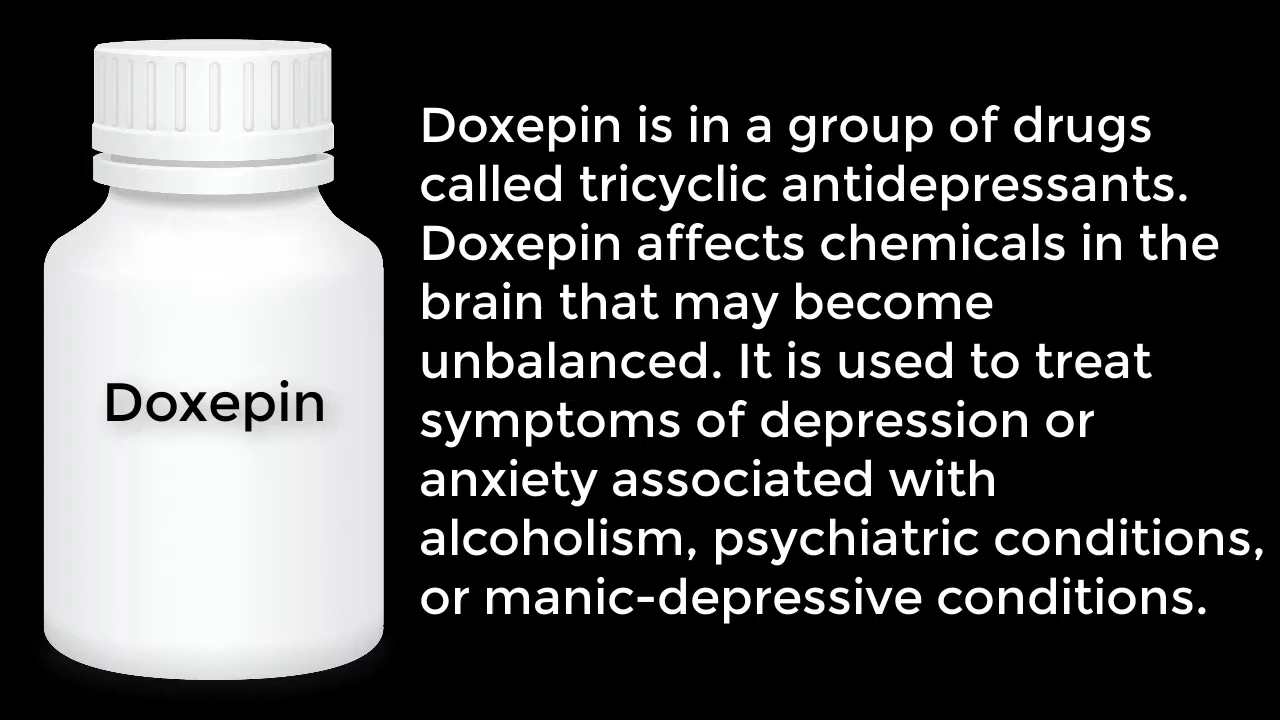 Doxepin
Doxepin is in a group of drugs
called tricyclic antidepressants.
Doxepin affects chemicals in the
brain that may become
unbalanced. It is used to treat
symptoms of depression or
anxiety associated with
alcoholism, psychiatric conditions,
or manic-depressive conditions.